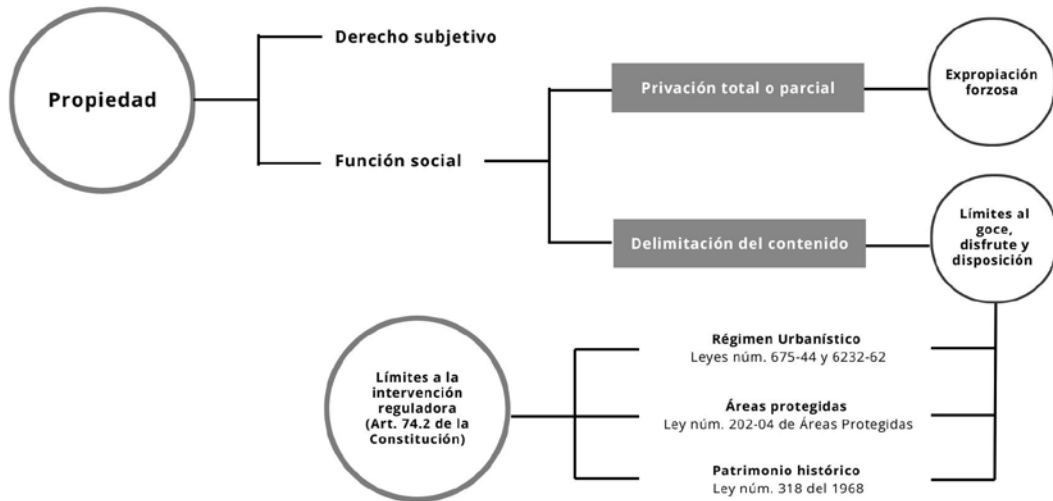 Propiedad
Derecho subjetivo
Función social
Privación total o parcial
Expropiación
forzosa
Delimitación del contenido
Límites al
goce,
disfrute y
disposición
Límites a la
intervención
reguladora
(Art. 74.2 de la
Constitución)
Régimen Urbanístico
Leyes núm. 675-44 y 6232-62
Áreas protegidas
Ley núm. 202-04 de Áreas Protegidas
Patrimonio histórico
Ley núm. 318 del 1968